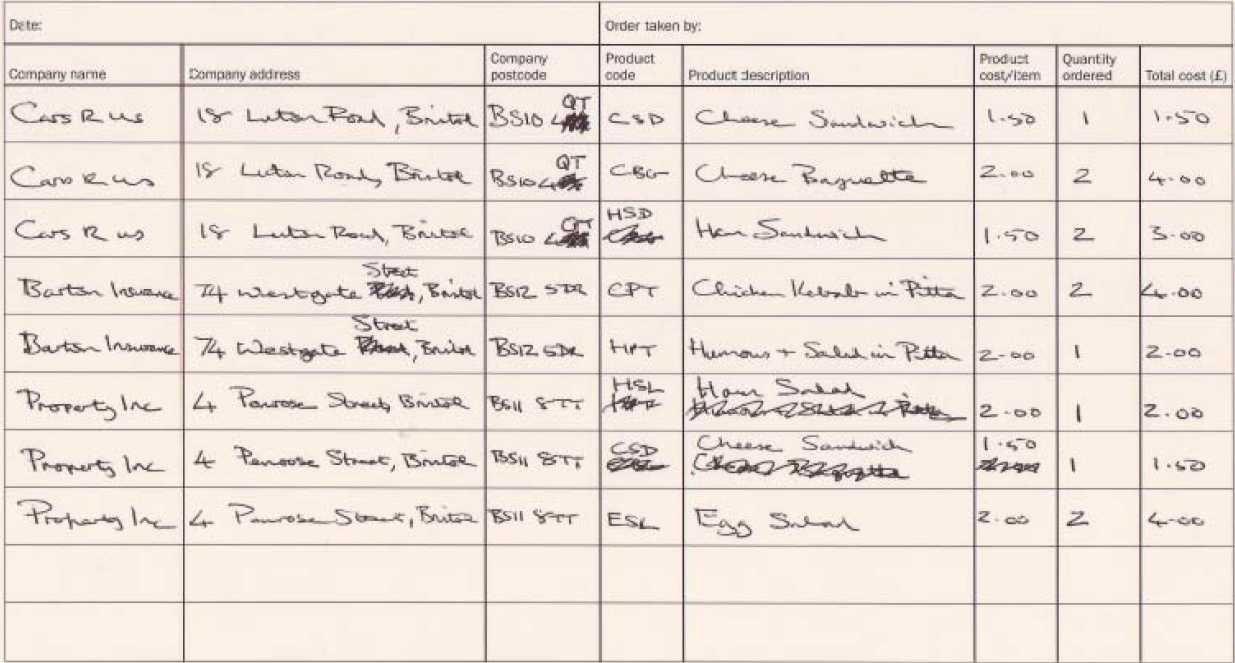 Date: Order taken by:
Company name Company address Company postcode Product code Product description Product cost/item Quantity ordered Total cost (£)
Cars R us 18 Luton Road, Bristol BS10 4QT CSD Cheese Sandwich 1.50 1 1.50
Cars R us 18 Luton Road, Bristol BS10 4QT CBG Cheese Baguette 2.00 2 4.00
Cars R us 18 Luton Road, Bristol BS10 4QT HSD Ham Sandwich 1.50 2 3.00
Barton Insurance 74 Westgate Street, Bristol BS12 5DR CPT Chicken Kebab in Pitta 2.00 2 4.00
Barton Insurance 74 Westgate Street, Bristol BS12 5DR HPT Humous + Salad in Pitta 2.00 1 2.00
Property Inc 4 Penrose Street, Bristol BS11 8TT HSL Ham Salad 2.00 1 2.00
Property Inc 4 Penrose Street, Bristol BS11 8TT CSD Cheese Sandwich 1.50 1 1.50
Property Inc 4 Penrose Street, Bristol BS11 8TT ESL Egg Salad 2.00 2 4.00